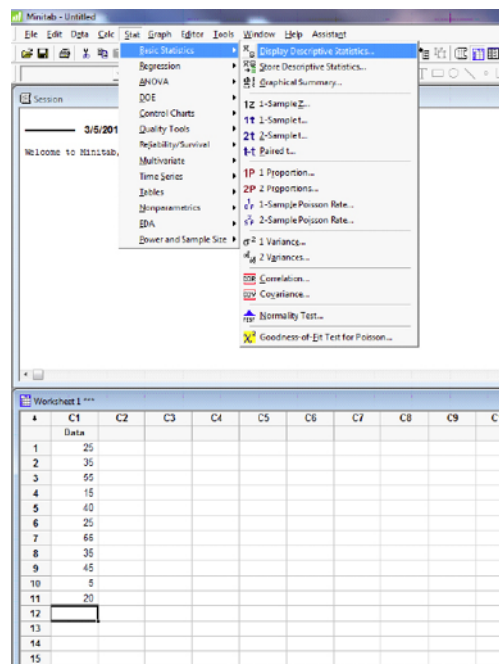 Minitab - Untitled
File Edit Data Calc Stat Graph Editor Tools Window Help Assistant
Session
3/5/201
Welcome to Minitab,
Basic Statistics
Regression
ANOVA
DOE
Control Charts
Quality Tools
Reliability/Survival
Multivariate
Time Series
Tables
Nonparametrics
EDA
Power and Sample Size
Display Descriptive Statistics...
Store Descriptive Statistics...
Graphical Summary...
1Z 1-Sample Z...
1t 1-Sample t...
2t 2-Sample t...
t-t Paired t...
1P 1 Proportion...
2P 2 Proportions...
1-Sample Poisson Rate...
2-Sample Poisson Rate...
σ² 1 Variance...
2 Variances...
COR Correlation...
COV Covariance...
Normality Test...
χ² Goodness-of-Fit Test for Poisson...
Worksheet 1 ***
C1 C2 C3 C4 C5 C6 C7 C8 C9 C
Data
1 25
2 35
3 55
4 15
5 40
6 25
7 55
8 35
9 45
10 5
11 20
12
13
14
15